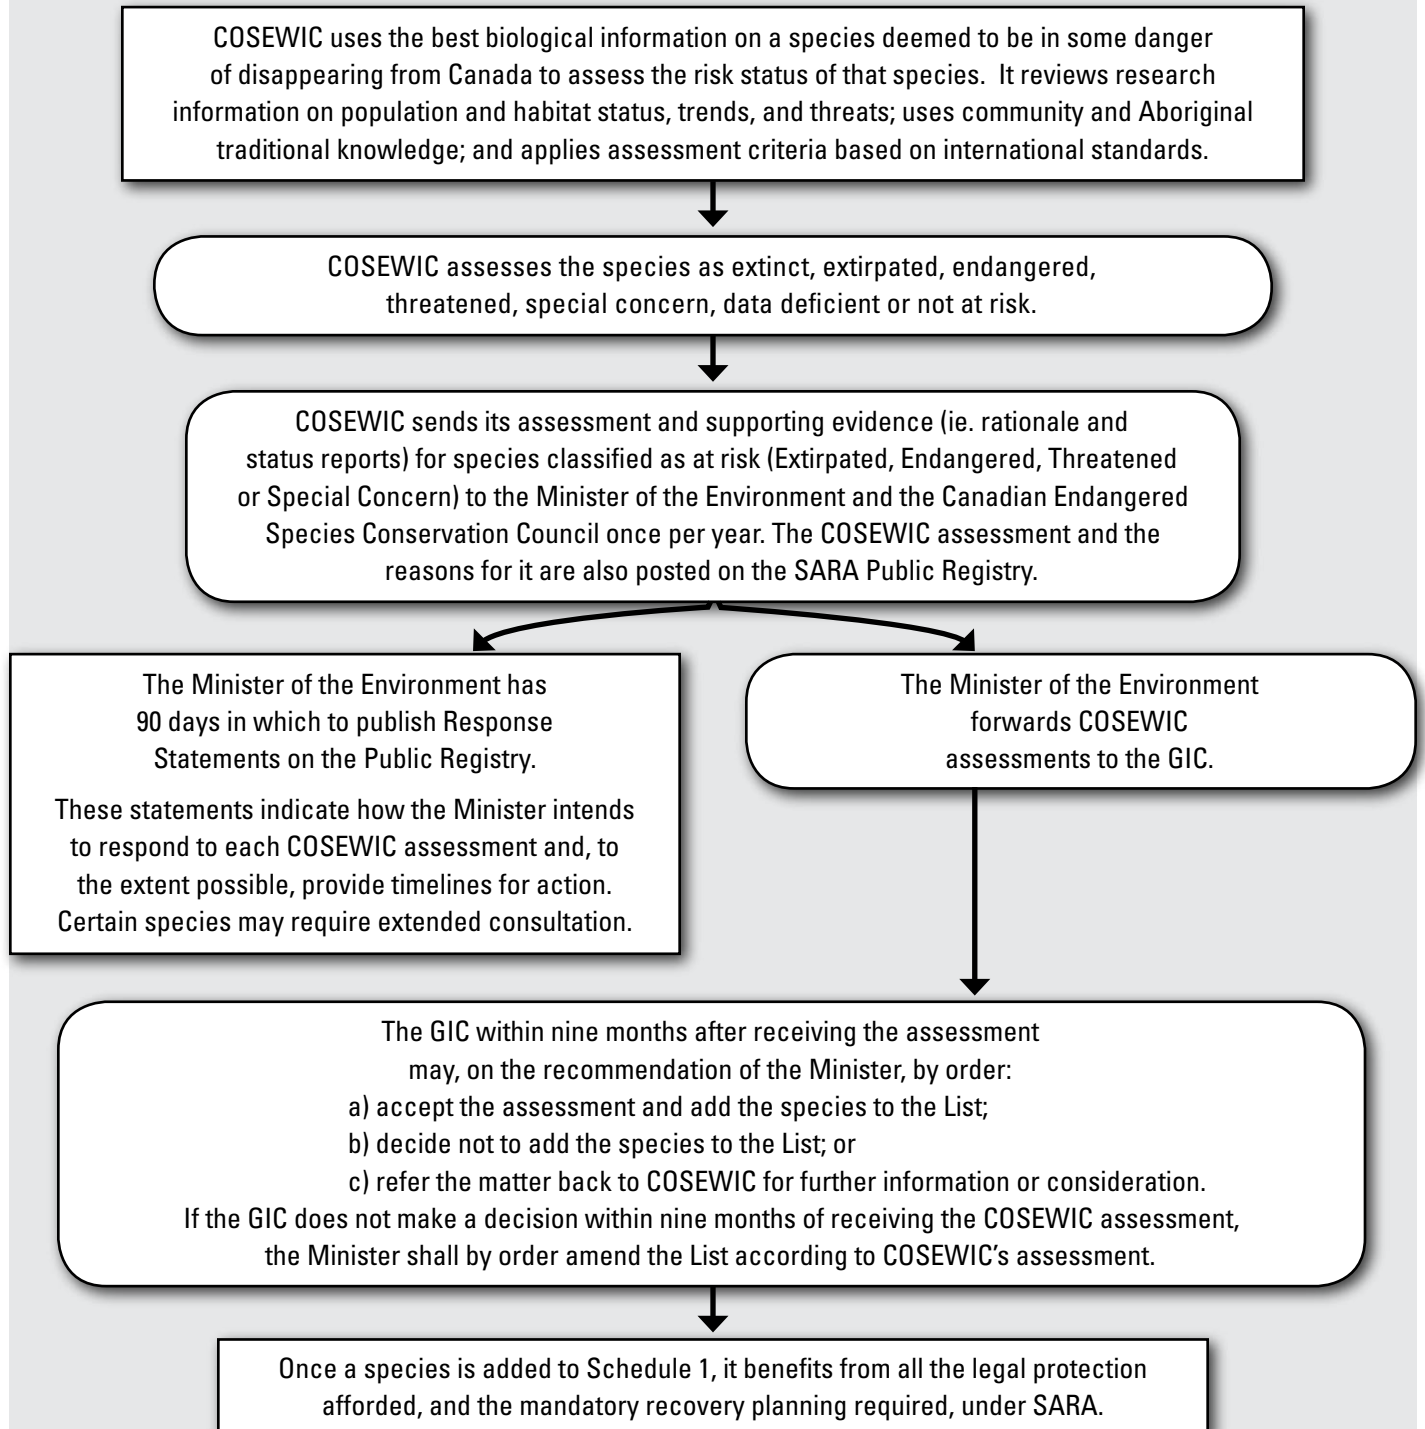 COSEWIC uses the best biological information on a species deemed to be in some danger
of disappearing from Canada to assess the risk status of that species. It reviews research
information on population and habitat status, trends, and threats; uses community and Aboriginal
traditional knowledge; and applies assessment criteria based on international standards.
COSEWIC assesses the species as extinct, extirpated, endangered,
threatened, special concern, data deficient or not at risk.
COSEWIC sends its assessment and supporting evidence (ie. rationale and
status reports) for species classified as at risk (Extirpated, Endangered, Threatened
or Special Concern) to the Minister of the Environment and the Canadian Endangered
Species Conservation Council once per year. The COSEWIC assessment and the
reasons for it are also posted on the SARA Public Registry.
The Minister of the Environment has
90 days in which to publish Response
Statements on the Public Registry.
These statements indicate how the Minister intends
to respond to each COSEWIC assessment and, to
the extent possible, provide timelines for action.
Certain species may require extended consultation.
The Minister of the Environment
forwards COSEWIC
assessments to the GIC.
The GIC within nine months after receiving the assessment
may, on the recommendation of the Minister, by order:
a) accept the assessment and add the species to the List;
b) decide not to add the species to the List; or
c) refer the matter back to COSEWIC for further information or consideration.
If the GIC does not make a decision within nine months of receiving the COSEWIC assessment,
the Minister shall by order amend the List according to COSEWIC's assessment.
Once a species is added to Schedule 1, it benefits from all the legal protection
afforded, and the mandatory recovery planning required, under SARA.